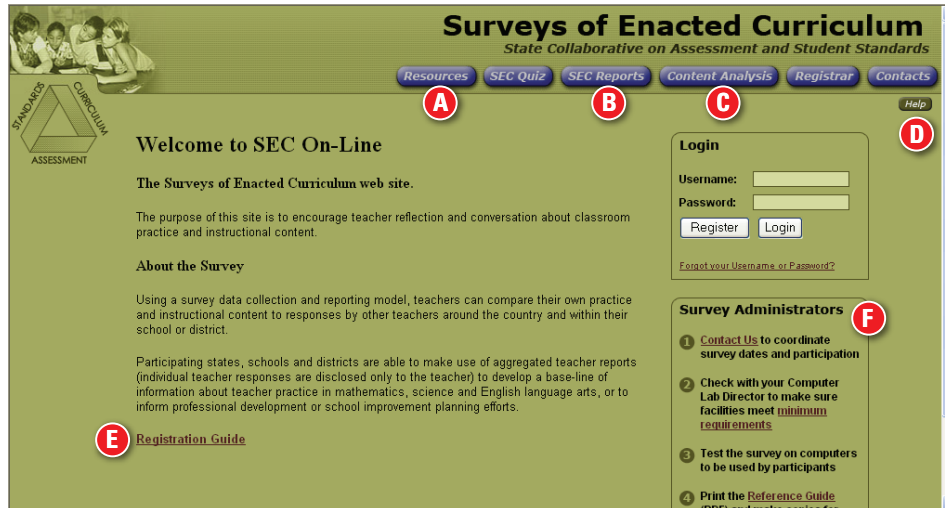 Surveys of Enacted Curriculum
State Collaborative on Assessment and Student Standards
Resources SEC Quiz SEC Reports Content Analysis Registrar Contacts
A B C
Help
D
STANDARDS CURRICULUM
ASSESSMENT
Welcome to SEC On-Line
The Surveys of Enacted Curriculum web site.
The purpose of this site is to encourage teacher reflection and conversation about classroom
practice and instructional content.
About the Survey
Using a survey data collection and reporting model, teachers can compare their own practice
and instructional content to responses by other teachers around the country and within their
school or district.
Participating states, schools and districts are able to make use of aggregated teacher reports
(individual teacher responses are disclosed only to the teacher) to develop a base-line of
information about teacher practice in mathematics, science and English language arts, or to
inform professional development or school improvement planning efforts.
E Registration Guide
Login
Username:
Password:
Register Login
Forgot your Username or Password?
Survey Administrators F
1 Contact Us to coordinate
survey dates and participation
2 Check with your Computer
Lab Director to make sure
facilities meet minimum
requirements
3 Test the survey on computers
to be used by participants
4 Print the Reference Guide
(PDF) and make copies for